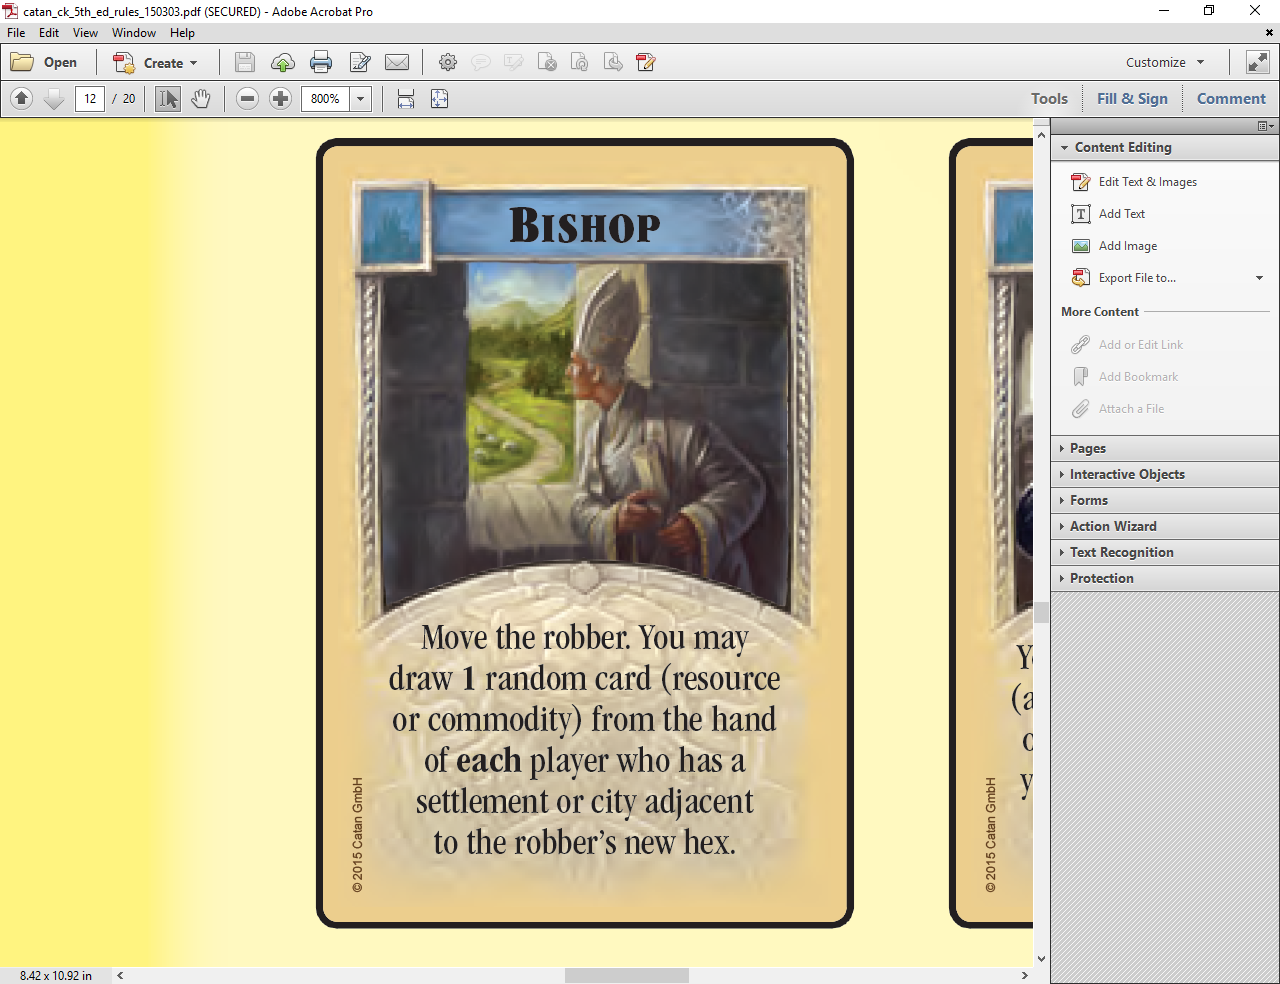 catan_ck_5th_ed_rules_150303.pdf (SECURED) - Adobe Acrobat Pro
File Edit View Window Help
Open Create Customize
12 / 20 800% Tools Fill & Sign Comment
Content Editing
Edit Text & Images
Add Text
Add Image
Export File to...
More Content
Add or Edit Link
Add Bookmark
Attach a File
Pages
Interactive Objects
Forms
Action Wizard
Text Recognition
Protection
BISHOP
Move the robber. You may
draw 1 random card (resource
or commodity) from the hand
of each player who has a
settlement or city adjacent
to the robber's new hex.
© 2015 Catan GmbH
(a
o
y
© 2015 Catan GmbH
8.42 x 10.92 in